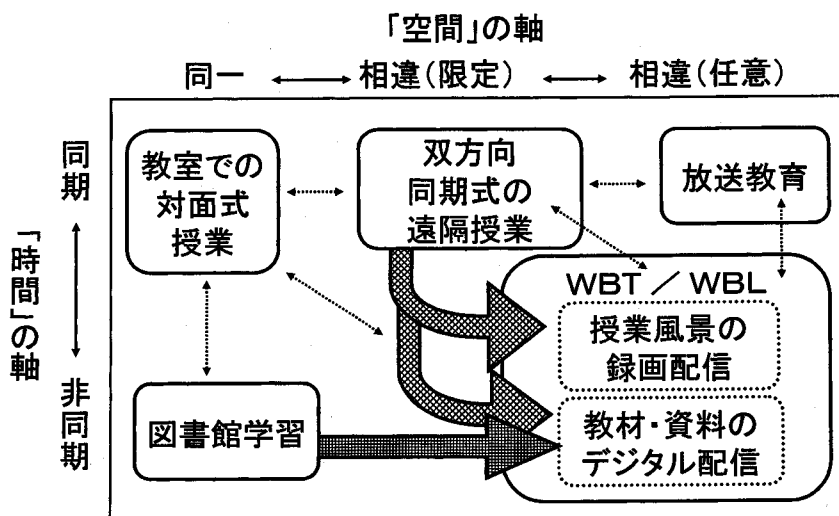 「空間」の軸
同一 相違(限定) 相違(任意)
「時間」の軸
同期
非同期
教室での
対面式
授業
双方向
同期式の
遠隔授業
放送教育
WBT/WBL
授業風景の
録画配信
図書館学習
教材・資料の
デジタル配信